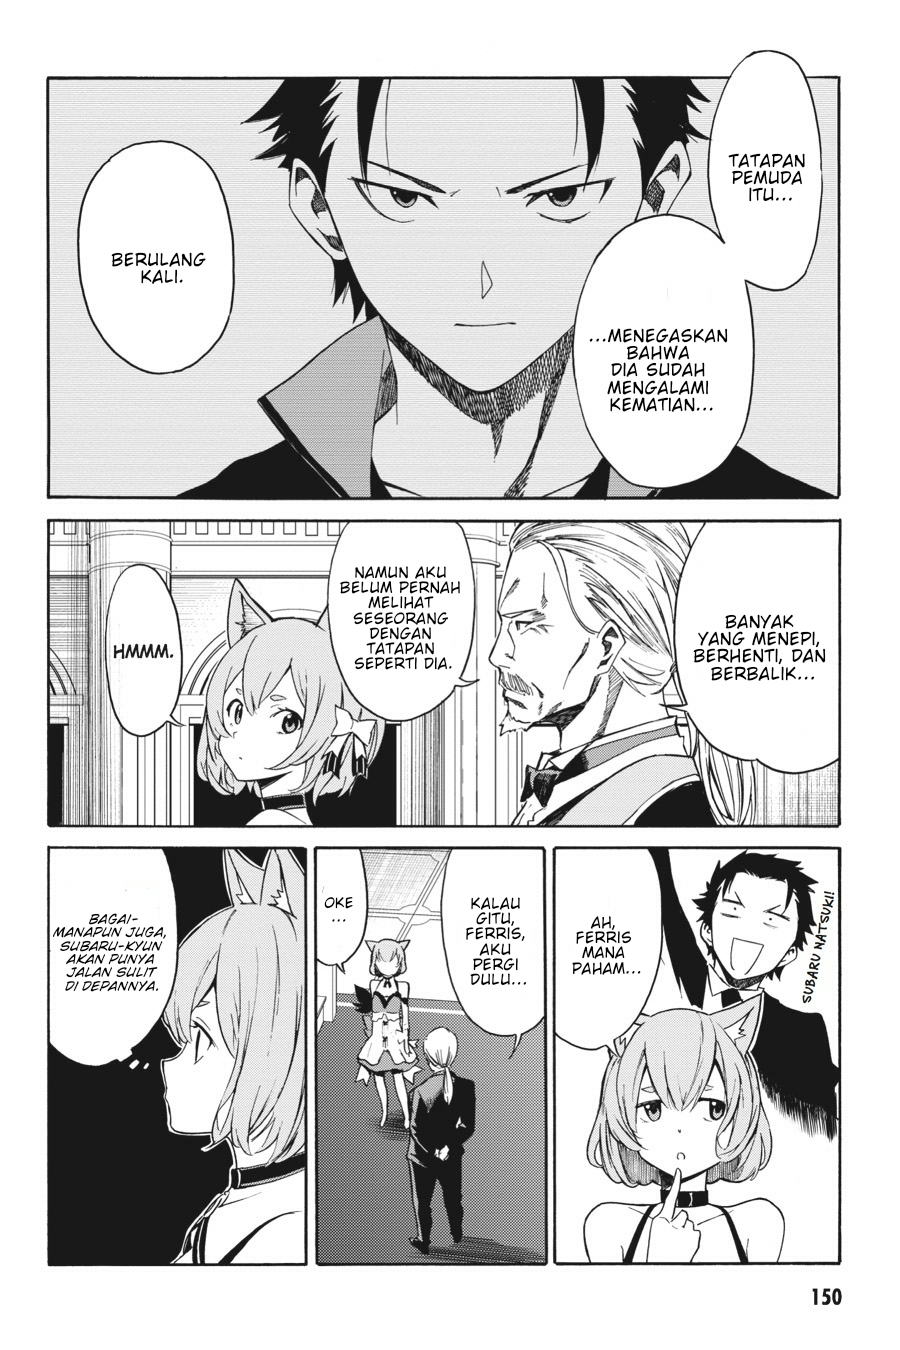 TATAPAN
PEMUDA
ITU...
...MENEGASKAN
BAHWA
DIA SUDAH
MENGALAMI
KEMATIAN...
BERULANG
KALI.
BANYAK
YANG MENEPI,
BERHENTI, DAN
BERBALIK...
NAMUN AKU
BELUM PERNAH
MELIHAT
SESEORANG
DENGAN
TATAPAN
SEPERTI DIA.
HMMM.
SUBARU NATSUKI!
AH,
FERRIS
MANA
PAHAM...
KALAU
GITU,
FERRIS,
AKU
PERGI
DULU...
OKE
...
BAGAI-
MANAPUN JUGA,
SUBARU-KYUN
AKAN PUNYA
JALAN SULIT
DI DEPANNYA.
150